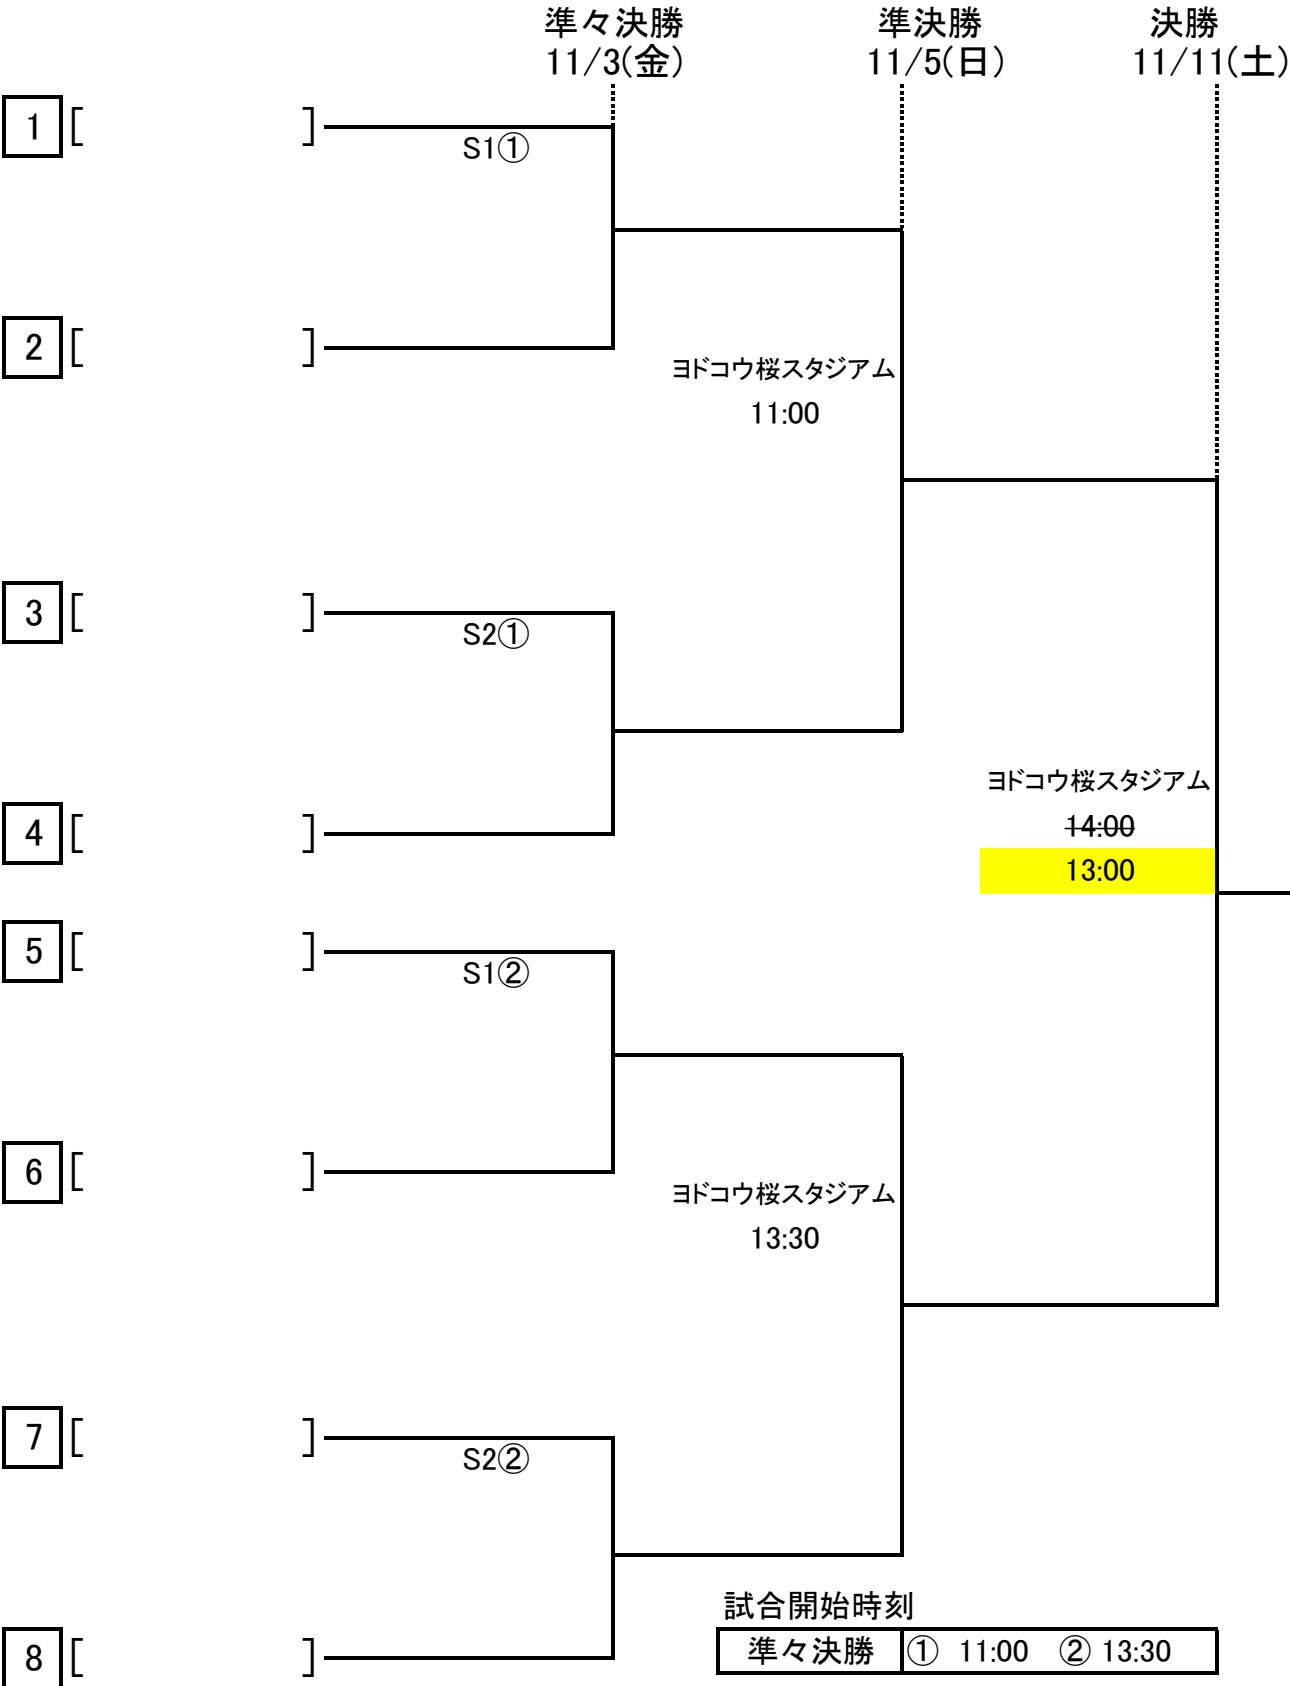 準々決勝 準決勝 決勝
11/3(金) 11/5(日) 11/11(土)
1 [ ]
S1①
2 [ ]
ヨドコウ桜スタジアム
11:00
3 [ ]
S2①
ヨドコウ桜スタジアム
14:00
4 [ ]
13:00
5 [ ]
S1②
6 [ ]
ヨドコウ桜スタジアム
13:30
7 [ ]
S2②
試合開始時刻
8 [ ]
準々決勝 ① 11:00 ② 13:30